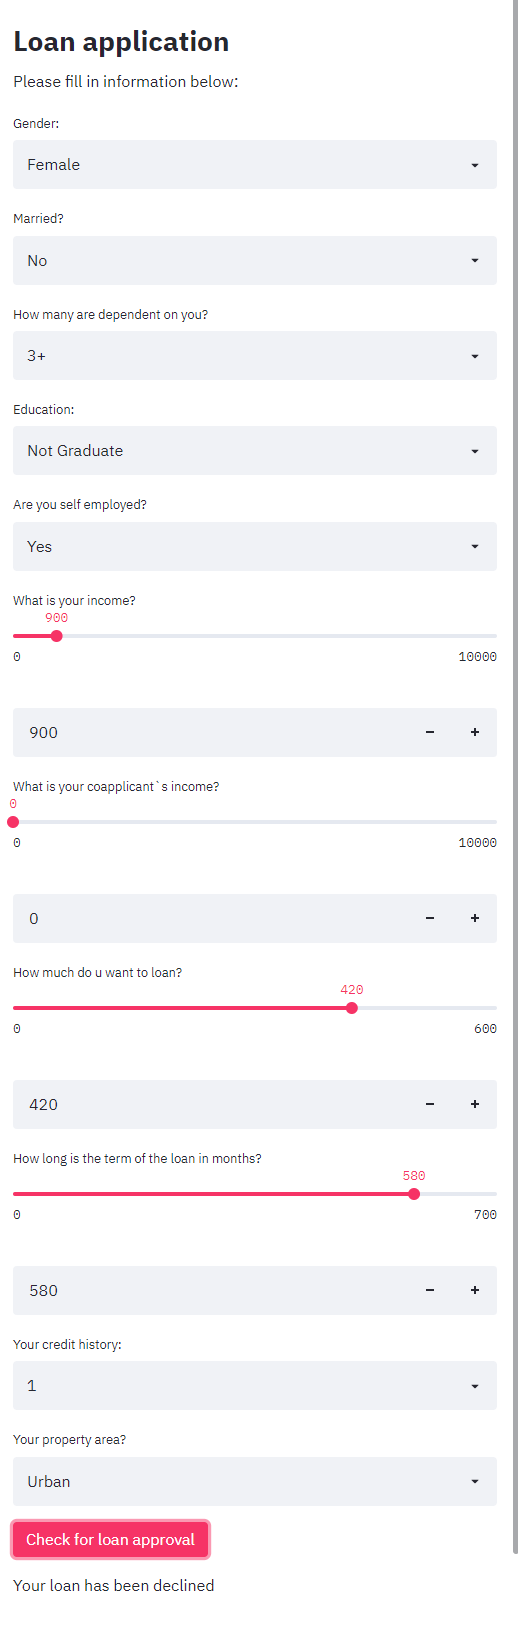 Loan application
Please fill in information below:
Gender:
Female
Married?
No
How many are dependent on you?
3+
Education:
Not Graduate
Are you self employed?
Yes
What is your income?
900
0 10000
900
What is your coapplicant`s income?
0
0 10000
0
How much do u want to loan?
420
0 600
420
How long is the term of the loan in months?
580
0 700
580
Your credit history:
1
Your property area?
Urban
Check for loan approval
Your loan has been declined